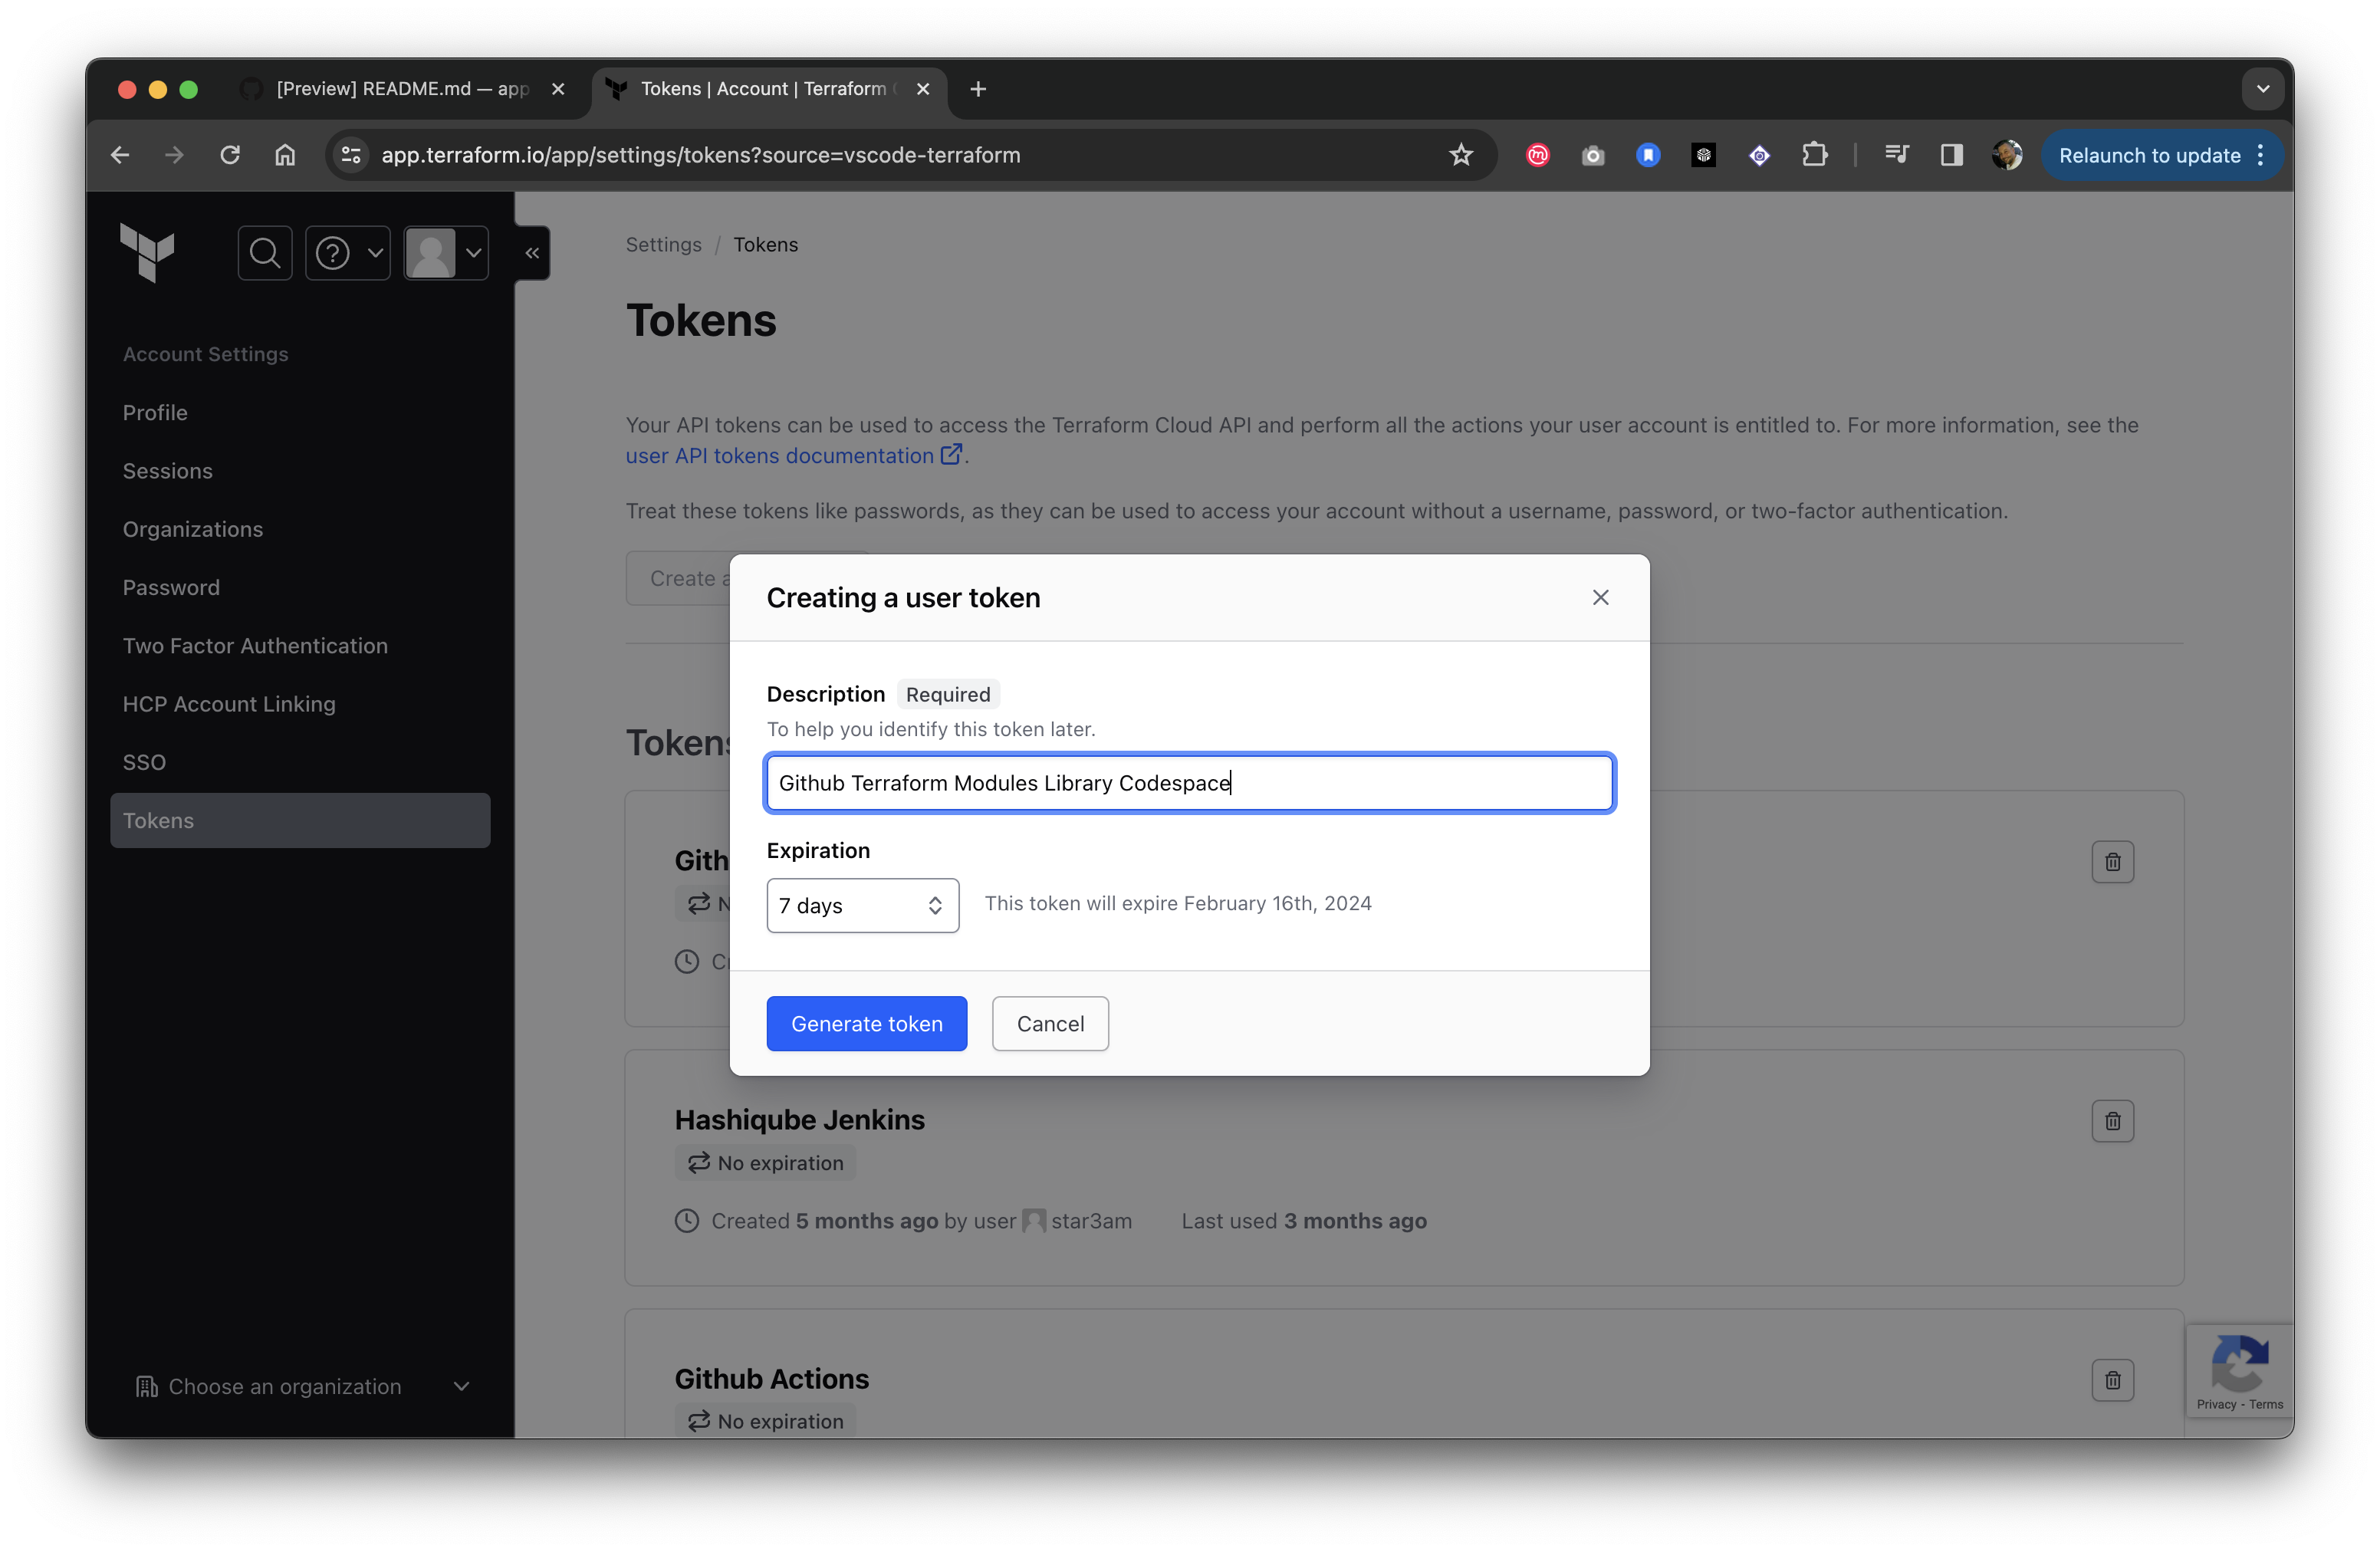 [Preview] README.md — app
Tokens | Account | Terraform
app.terraform.io/app/settings/tokens?source=vscode-terraform
Relaunch to update
Account Settings
Profile
Sessions
Organizations
Password
Two Factor Authentication
HCP Account Linking
SSO
Tokens
Choose an organization
Settings / Tokens
Tokens
Your API tokens can be used to access the Terraform Cloud API and perform all the actions your user account is entitled to. For more information, see the
user API tokens documentation.
Treat these tokens like passwords, as they can be used to access your account without a username, password, or two-factor authentication.
Create a
Creating a user token
Description Required
To help you identify this token later.
Github Terraform Modules Library Codespace
Expiration
7 days This token will expire February 16th, 2024
Generate token Cancel
Tokens
Gith
N
Hashiqube Jenkins
No expiration
Created 5 months ago by user star3am Last used 3 months ago
Github Actions
No expiration
Privacy - Terms